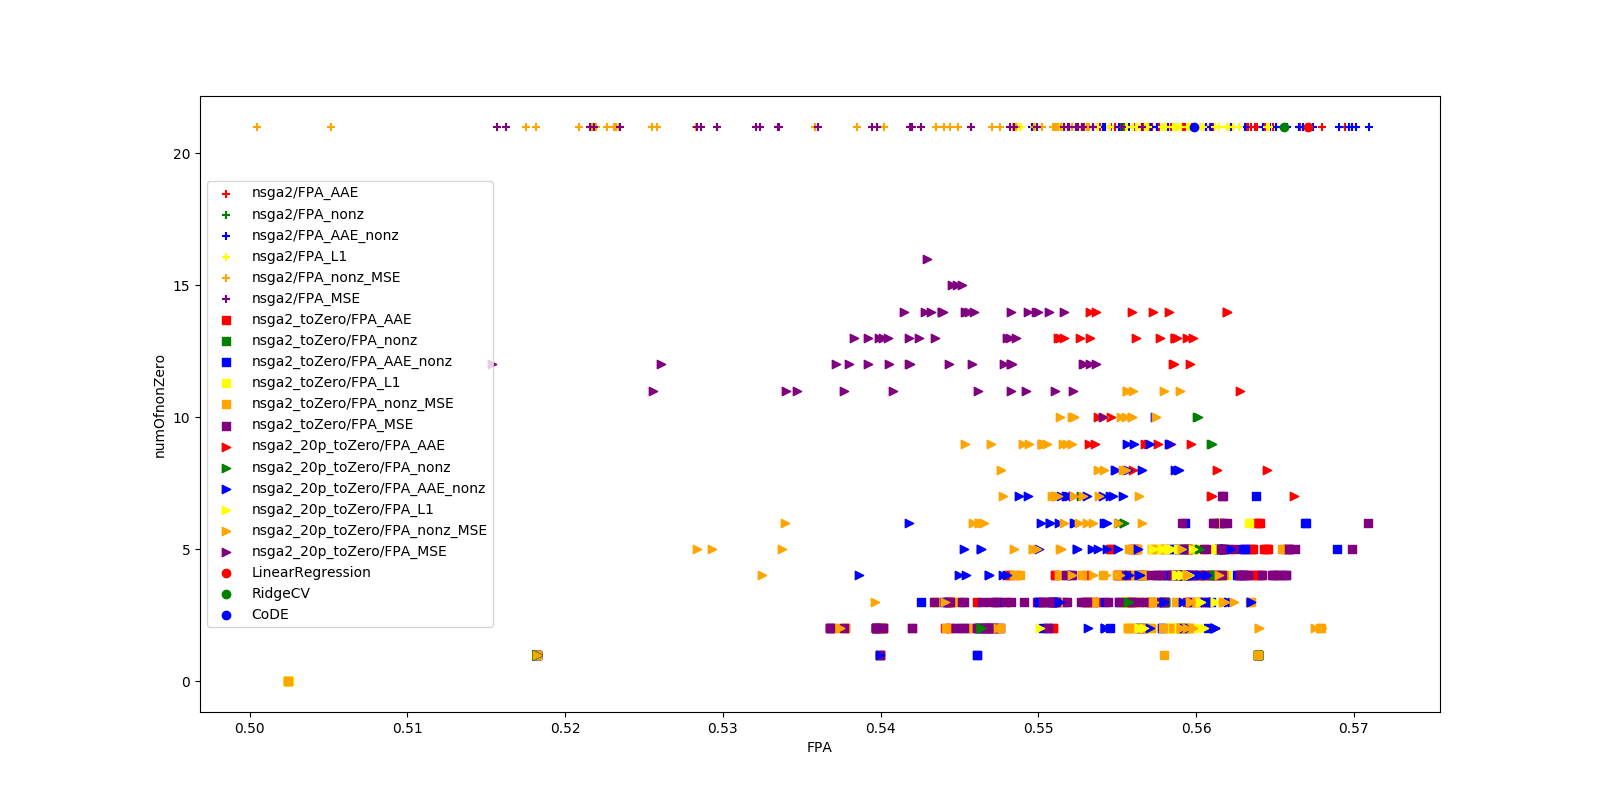 20
15
10
5
0
numOfnonZero
nsga2/FPA_AAE
nsga2/FPA_nonz
nsga2/FPA_AAE_nonz
nsga2/FPA_L1
nsga2/FPA_nonz_MSE
nsga2/FPA_MSE
nsga2_toZero/FPA_AAE
nsga2_toZero/FPA_nonz
nsga2_toZero/FPA_AAE_nonz
nsga2_toZero/FPA_L1
nsga2_toZero/FPA_nonz_MSE
nsga2_toZero/FPA_MSE
nsga2_20p_toZero/FPA_AAE
nsga2_20p_toZero/FPA_nonz
nsga2_20p_toZero/FPA_AAE_nonz
nsga2_20p_toZero/FPA_L1
nsga2_20p_toZero/FPA_nonz_MSE
nsga2_20p_toZero/FPA_MSE
LinearRegression
RidgeCV
CoDE
0.50 0.51 0.52 0.53 0.54 0.55 0.56 0.57
FPA